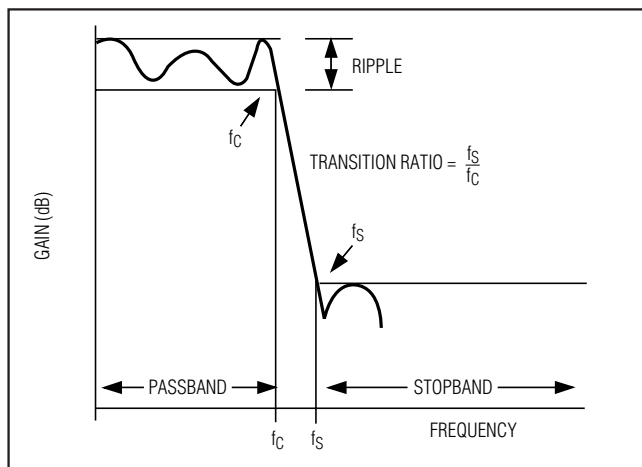 RIPPLE
fC
TRANSITION RATIO = fS/fC
fS
GAIN (dB)
PASSBAND
STOPBAND
fC
fS
FREQUENCY